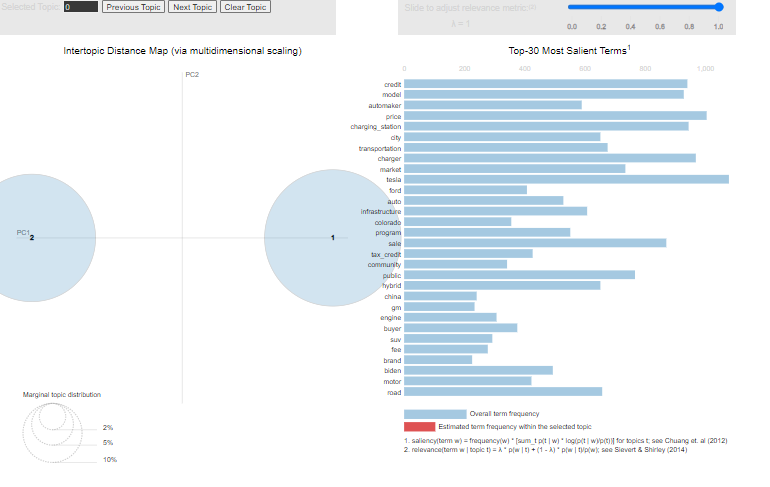 Selected Topic: 0 Previous Topic Next Topic Clear Topic
Slide to adjust relevance metric:(2)
λ = 1
0.0 0.2 0.4 0.6 0.8 1.0
Intertopic Distance Map (via multidimensional scaling)
PC2
PC1
2
1
Marginal topic distribution
2%
5%
10%
Top-30 Most Salient Terms1
0 200 400 600 800 1,000
credit
model
automaker
price
charging_station
city
transportation
charger
market
tesla
ford
auto
infrastructure
colorado
program
sale
tax_credit
community
public
hybrid
china
gm
engine
buyer
suv
fee
brand
biden
motor
road
Overall term frequency
Estimated term frequency within the selected topic
1. saliency(term w) = frequency(w) * [sum_t p(t | w) * log(p(t | w)/p(t))] for topics t; see Chuang et. al (2012)
2. relevance(term w | topic t) = λ * p(w | t) + (1 - λ) * p(w | t)/p(w); see Sievert & Shirley (2014)